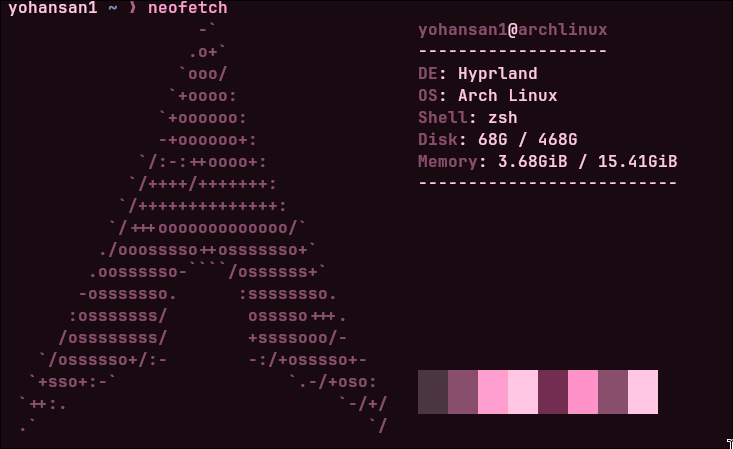 yohansan1 ~ ❯ neofetch
yohansan1@archlinux
-------------------
DE: Hyprland
OS: Arch Linux
Shell: zsh
Disk: 68G / 468G
Memory: 3.68GiB / 15.41GiB
--------------------------
                  -`
                 .o+`
                `ooo/
               `+oooo:
              `+oooooo:
              -+oooooo+:
            `/:-:++oooo+:
           `/++++/+++++++:
          `/++++++++++++++:
         `/+++ooooooooooooo/`
        ./ooosssso++osssssso+`
       .oossssso-````/ossssss+`
      -osssssso.      :ssssssso.
     :osssssss/        osssso+++.
    /ossssssss/        +ssssooo/-
  `/ossssso+/:-        -:/+osssso+-
 `+sso+:-`                 `.-/+oso:
`++:.                           `-/+/
.`                                 `/